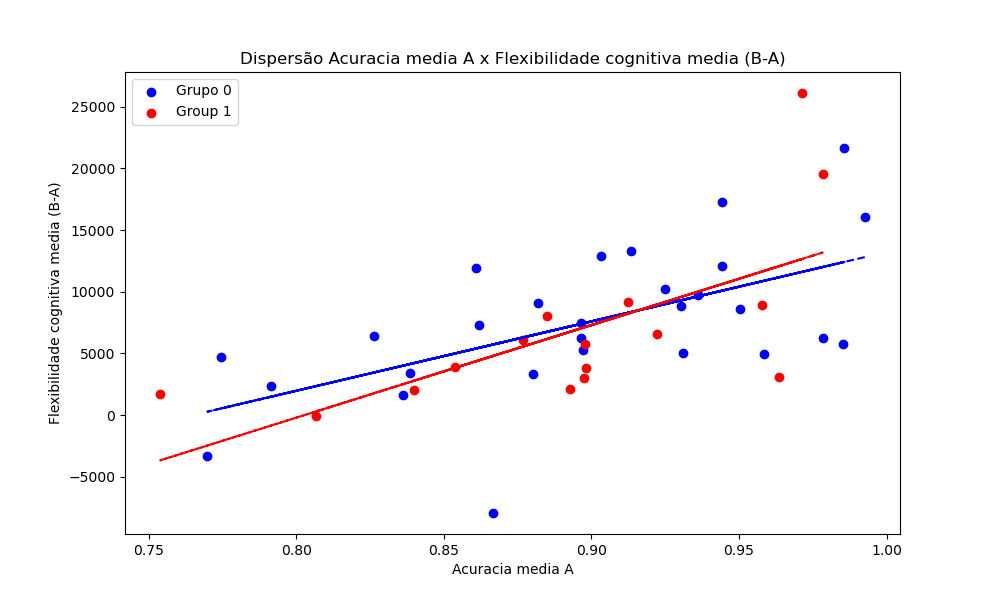 Dispersão Acuracia media A x Flexibilidade cognitiva media (B-A)
Grupo 0
Group 1
25000
20000
15000
10000
5000
0
−5000
Flexibilidade cognitiva media (B-A)
0.75
0.80
0.85
0.90
0.95
1.00
Acuracia media A